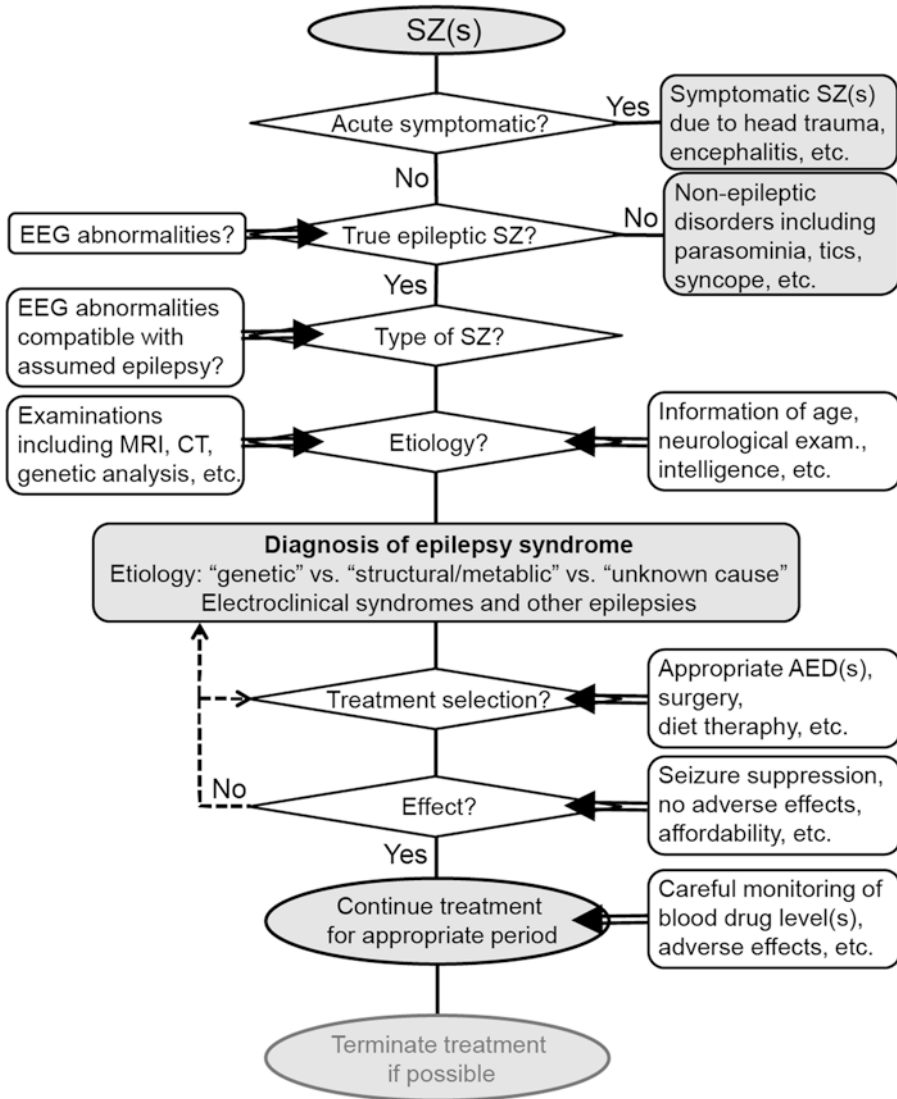 SZ(s)
Acute symptomatic?
Yes
Symptomatic SZ(s)
due to head trauma,
encephalitis, etc.
No
EEG abnormalities?
True epileptic SZ?
No
Non-epileptic
disorders including
parasominia, tics,
syncope, etc.
Yes
EEG abnormalities
compatible with
assumed epilepsy?
Type of SZ?
Examinations
including MRI, CT,
genetic analysis, etc.
Etiology?
Information of age,
neurological exam.,
intelligence, etc.
Diagnosis of epilepsy syndrome
Etiology: “genetic” vs. “structural/metablic” vs. “unknown cause”
Electroclinical syndromes and other epilepsies
Treatment selection?
Appropriate AED(s),
surgery,
diet theraphy, etc.
No
Effect?
Seizure suppression,
no adverse effects,
affordability, etc.
Yes
Continue treatment
for appropriate period
Careful monitoring of
blood drug level(s),
adverse effects, etc.
Terminate treatment
if possible